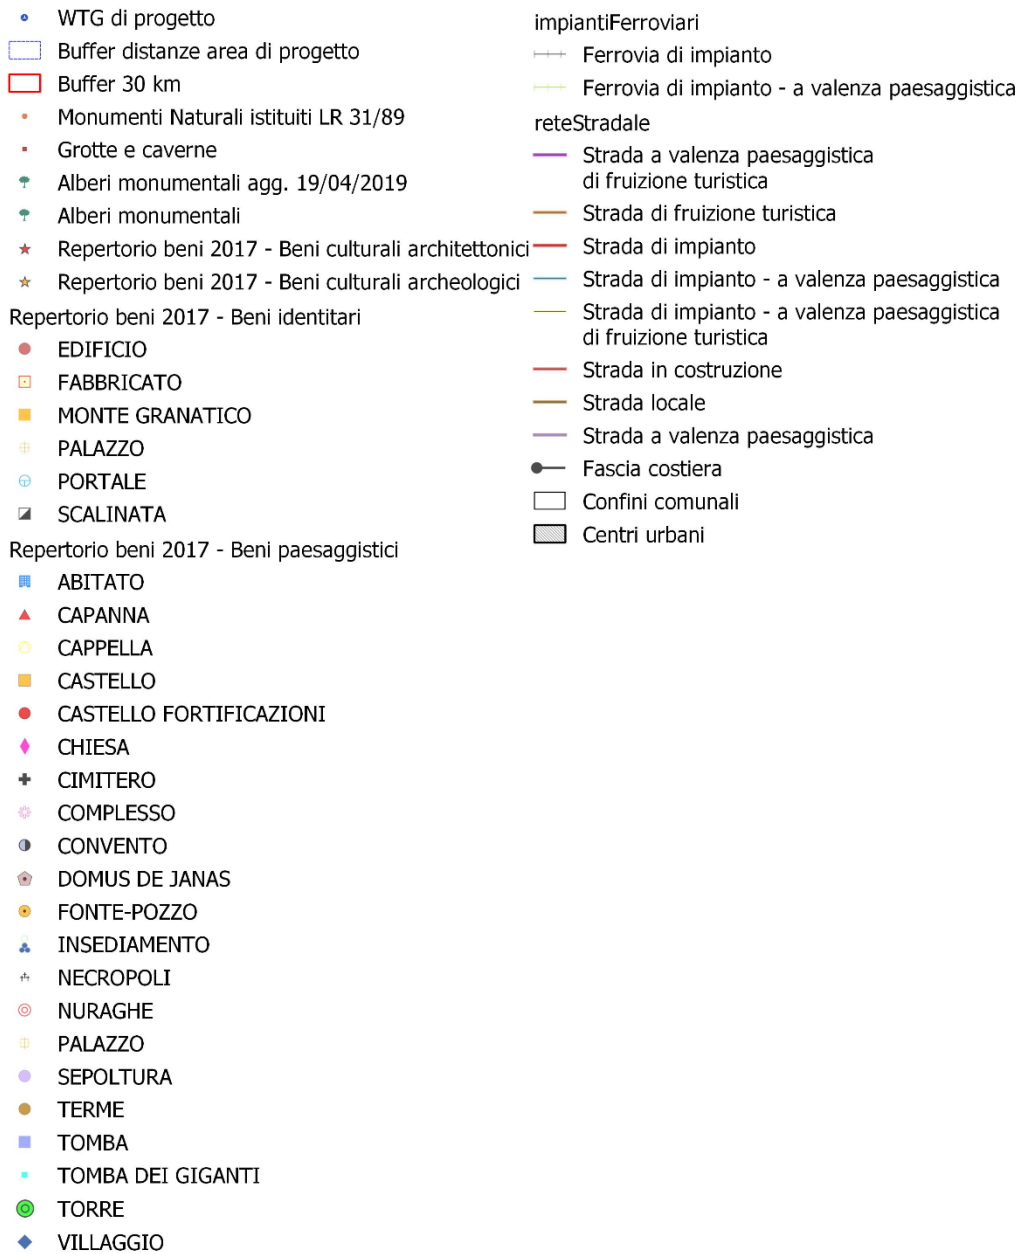 WTG di progetto
Buffer distanze area di progetto
Buffer 30 km
Monumenti Naturali istituiti LR 31/89
Grotte e caverne
Alberi monumentali agg. 19/04/2019
Alberi monumentali
Repertorio beni 2017 - Beni culturali architettonici
Repertorio beni 2017 - Beni culturali archeologici
Repertorio beni 2017 - Beni identitari
EDIFICIO
FABBRICATO
MONTE GRANATICO
PALAZZO
PORTALE
SCALINATA
Repertorio beni 2017 - Beni paesaggistici
ABITATO
CAPANNA
CAPPELLA
CASTELLO
CASTELLO FORTIFICAZIONI
CHIESA
CIMITERO
COMPLESSO
CONVENTO
DOMUS DE JANAS
FONTE-POZZO
INSEDIAMENTO
NECROPOLI
NURAGHE
PALAZZO
SEPOLTURA
TERME
TOMBA
TOMBA DEI GIGANTI
TORRE
VILLAGGIO
impiantiFerroviari
Ferrovia di impianto
Ferrovia di impianto - a valenza paesaggistica
reteStradale
Strada a valenza paesaggistica
di fruizione turistica
Strada di fruizione turistica
Strada di impianto
Strada di impianto - a valenza paesaggistica
Strada di impianto - a valenza paesaggistica
di fruizione turistica
Strada in costruzione
Strada locale
Strada a valenza paesaggistica
Fascia costiera
Confini comunali
Centri urbani